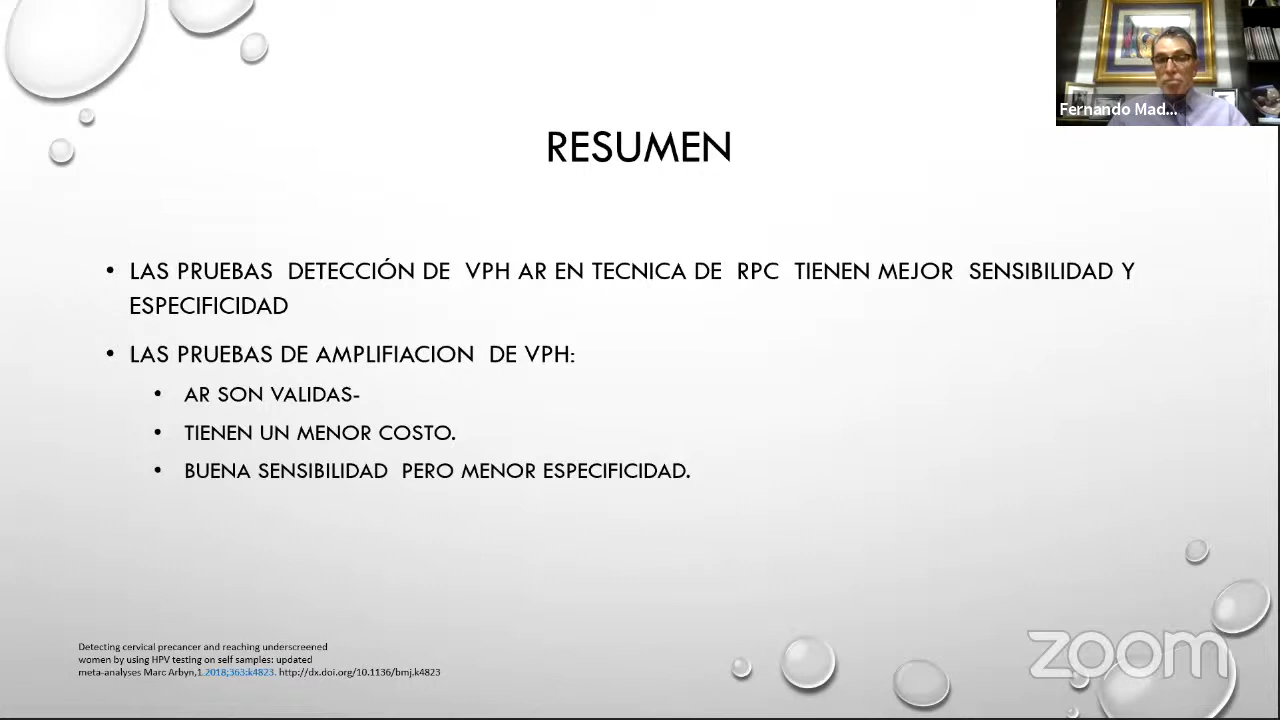 Fernando Mad...
RESUMEN
• LAS PRUEBAS DETECCIÓN DE VPH AR EN TECNICA DE RPC TIENEN MEJOR SENSIBILIDAD Y
ESPECIFICIDAD
• LAS PRUEBAS DE AMPLIFIACION DE VPH:
• AR SON VALIDAS-
• TIENEN UN MENOR COSTO.
• BUENA SENSIBILIDAD PERO MENOR ESPECIFICIDAD.
Detecting cervical precancer and reaching underscreened
women by using HPV testing on self samples: updated
meta-analyses Marc Arbyn,1 2018;363:k4823. http://dx.doi.org/10.1136/bmj.k4823
zoom